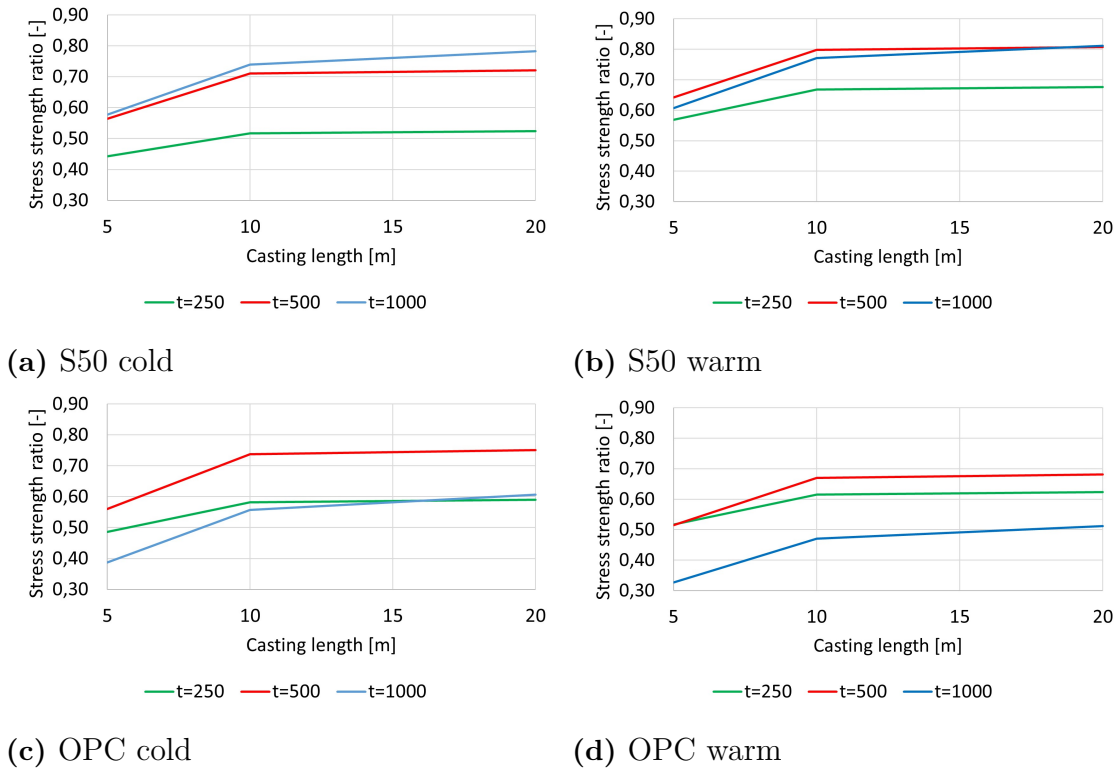 Stress strength ratio [-]
0,90
0,80
0,70
0,60
0,50
0,40
0,30
5 10 15 20
Casting length [m]
t=250 t=500 t=1000
(a) S50 cold
Stress strength ratio [-]
0,90
0,80
0,70
0,60
0,50
0,40
0,30
5 10 15 20
Casting length [m]
t=250 t=500 t=1000
(b) S50 warm
Stress strength ratio [-]
0,90
0,80
0,70
0,60
0,50
0,40
0,30
5 10 15 20
Casting length [m]
t=250 t=500 t=1000
(c) OPC cold
Stress strength ratio [-]
0,90
0,80
0,70
0,60
0,50
0,40
0,30
5 10 15 20
Casting length [m]
t=250 t=500 t=1000
(d) OPC warm